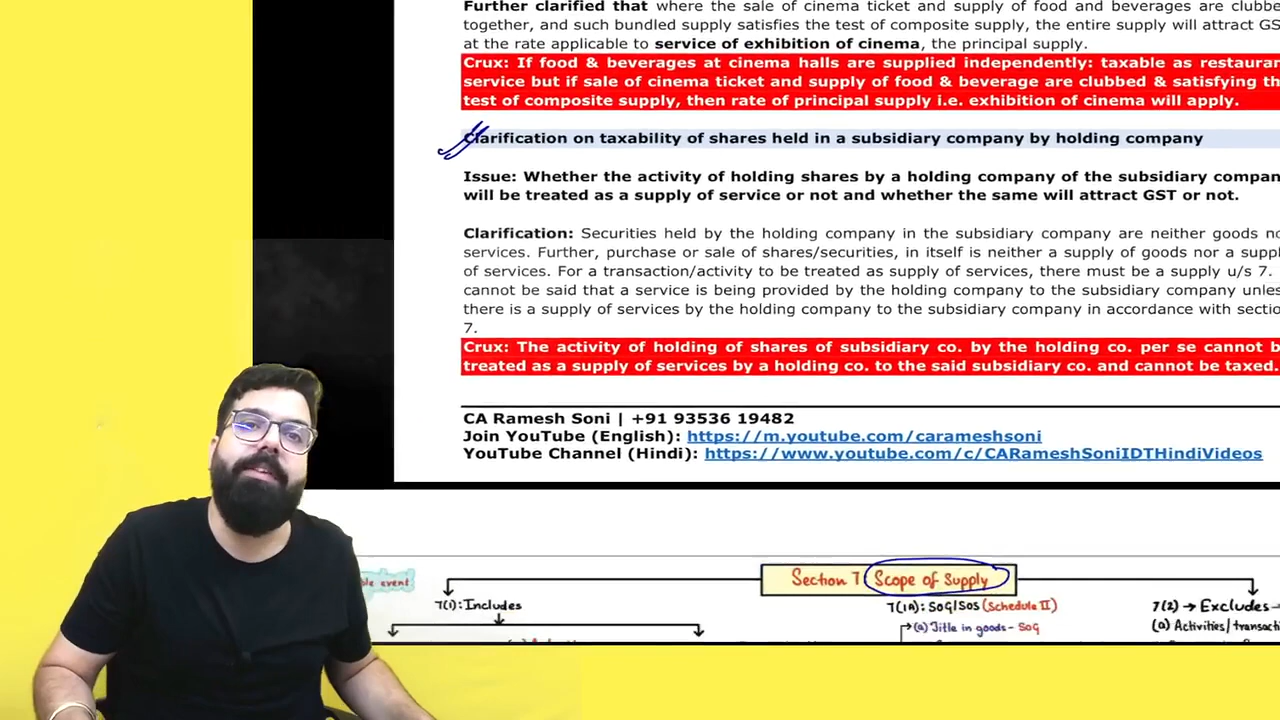 Further clarified that where the sale of cinema ticket and supply of food and beverages are clubbe
together, and such bundled supply satisfies the test of composite supply, the entire supply will attract GS
at the rate applicable to service of exhibition of cinema, the principal supply.
Crux: If food & beverages at cinema halls are supplied independently: taxable as restauran
service but if sale of cinema ticket and supply of food & beverage are clubbed & satisfying th
test of composite supply, then rate of principal supply i.e. exhibition of cinema will apply.
Clarification on taxability of shares held in a subsidiary company by holding company
Issue: Whether the activity of holding shares by a holding company of the subsidiary compan
will be treated as a supply of service or not and whether the same will attract GST or not.
Clarification: Securities held by the holding company in the subsidiary company are neither goods no
services. Further, purchase or sale of shares/securities, in itself is neither a supply of goods nor a suppl
of services. For a transaction/activity to be treated as supply of services, there must be a supply u/s 7.
cannot be said that a service is being provided by the holding company to the subsidiary company unles
there is a supply of services by the holding company to the subsidiary company in accordance with sectio
7.
Crux: The activity of holding of shares of subsidiary co. by the holding co. per se cannot b
treated as a supply of services by a holding co. to the said subsidiary co. and cannot be taxed.
CA Ramesh Soni | +91 93536 19482
Join YouTube (English): https://m.youtube.com/carameshsoni
YouTube Channel (Hindi): https://www.youtube.com/c/CARameshSoniIDTHindiVideos
ble event
Section 7 Scope of Supply
7(1): Includes
7(1A): SOG/SOS (Schedule II)
7(2) → Excludes
(a) Title in goods - SOG
(a) Activities/transacti